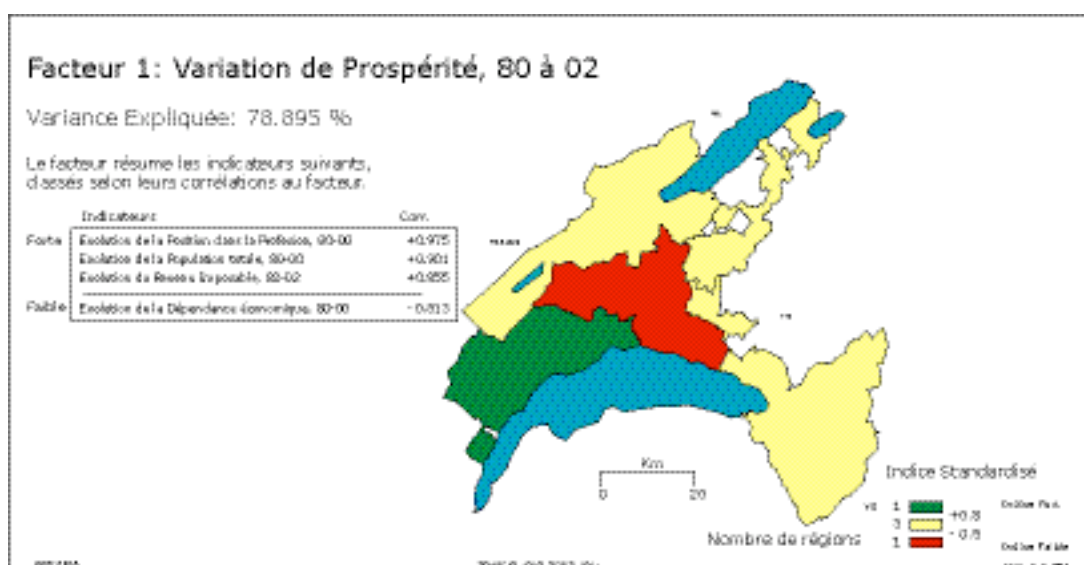 Facteur 1: Variation de Prospérité, 80 à 02
Variance Expliquée: 78.895 %
Le facteur résume les indicateurs suivants,
classés selon leurs corrélations au facteur.
Indicateurs Corr.
Forte Evolution de la Position dans la Profession, 80-00 +0.975
Evolution de la Population totale, 80-00 +0.901
Evolution du Revenu Imposable, 80-02 +0.855
Faible Evolution de la Dépendance économique, 80-00 - 0.813
Km
0 20
Indice Standardisé
1
3 +0.8
1
Nombre de régions
Indice Faible